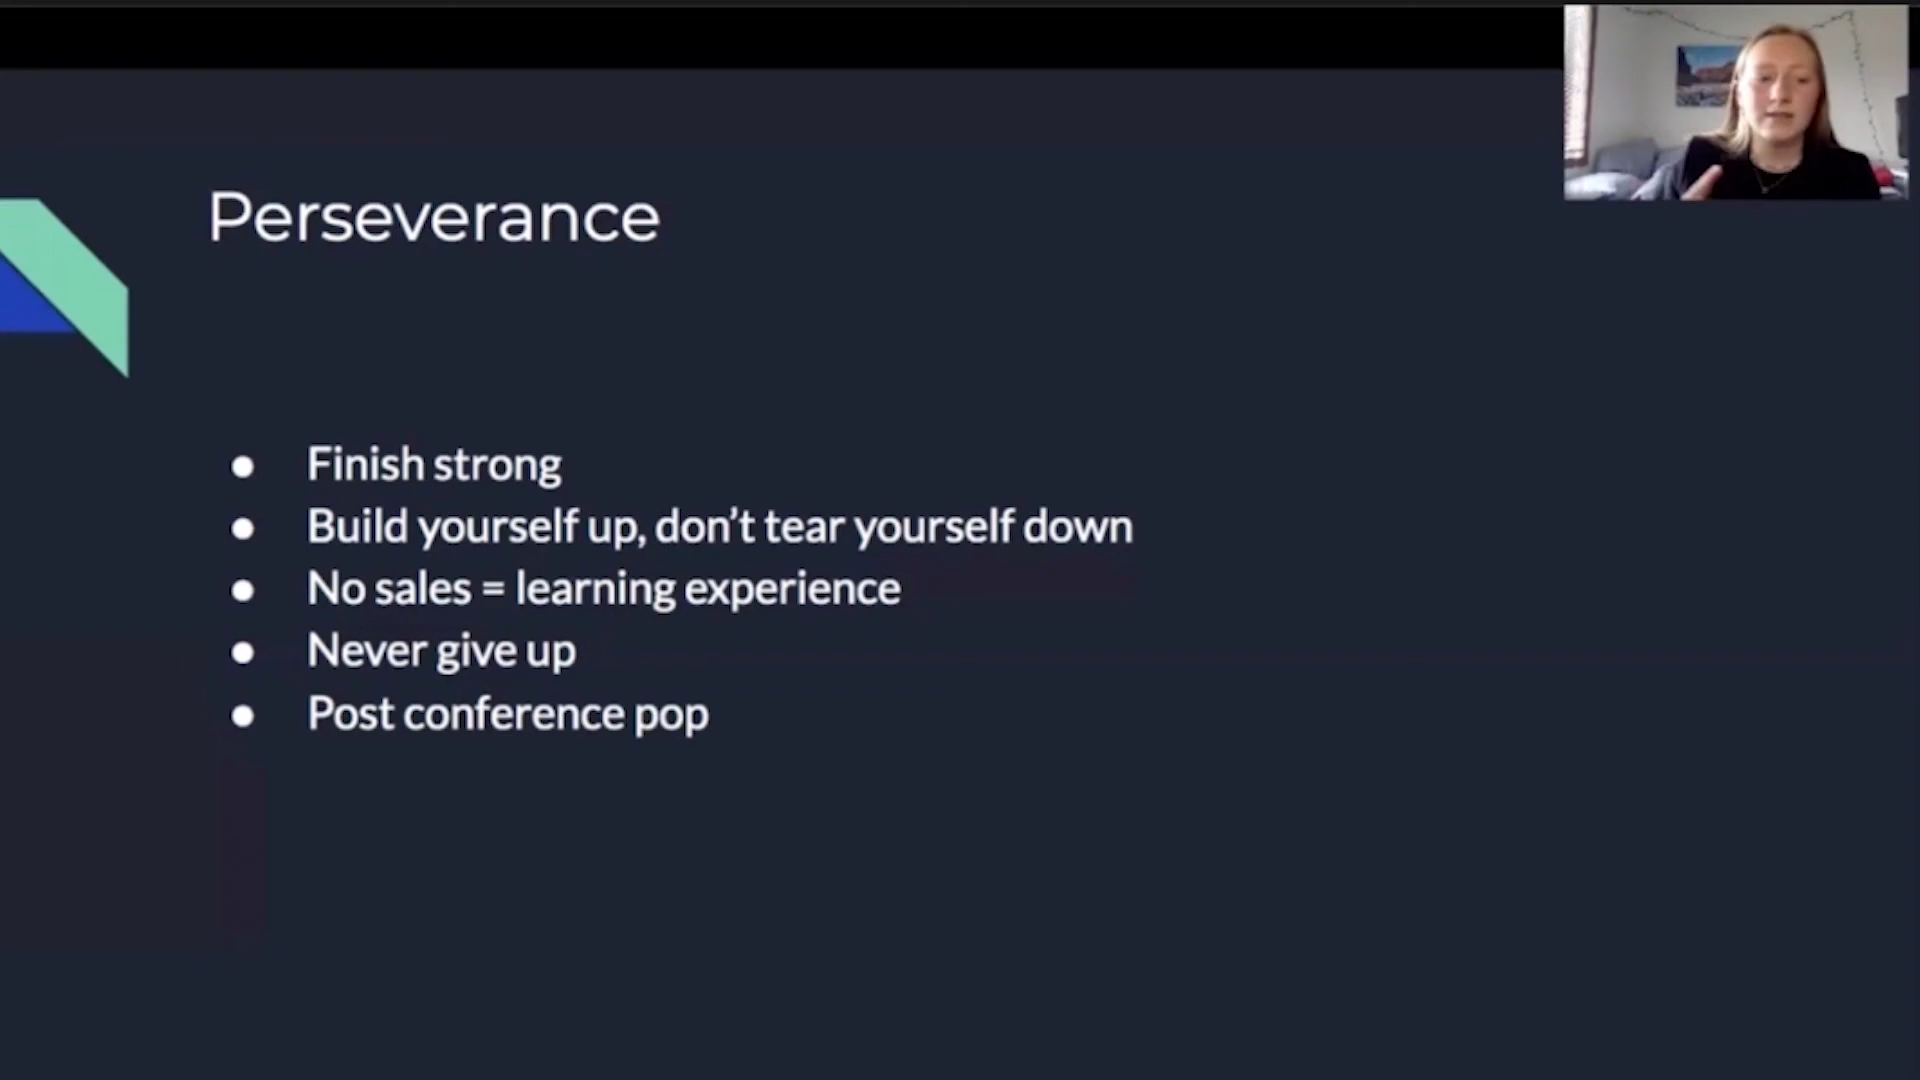 Perseverance
Finish strong
Build yourself up, don't tear yourself down
No sales = learning experience
Never give up
Post conference pop